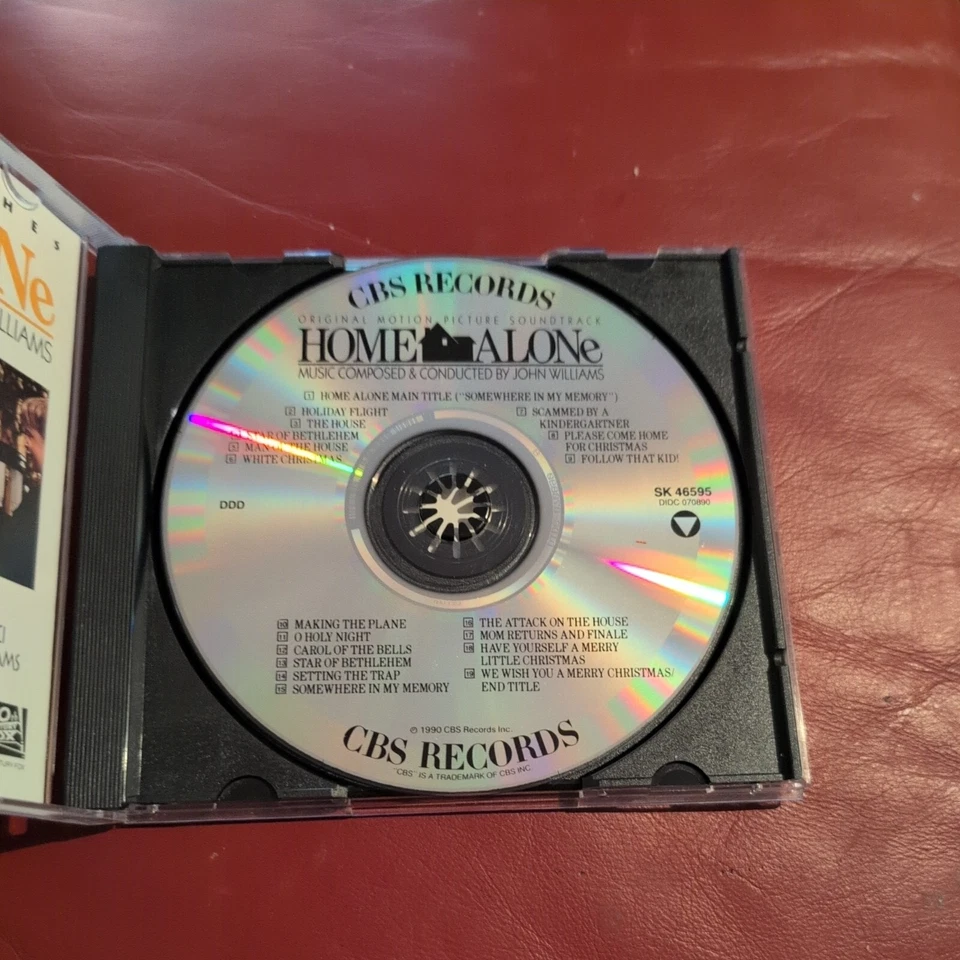 HES
Ne
LLIAMS
AMS
CBS RECORDS
ORIGINAL MOTION PICTURE SOUNDTRACK
HOME ALONe
MUSIC COMPOSED & CONDUCTED BY JOHN WILLIAMS
1 HOME ALONE MAIN TITLE ("SOMEWHERE IN MY MEMORY")
2 HOLIDAY FLIGHT
3 THE HOUSE
4 STAR OF BETHLEHEM
5 MAN OF THE HOUSE
6 WHITE CHRISTMAS
7 SCAMMED BY A
KINDERGARTNER
8 PLEASE COME HOME
FOR CHRISTMAS
9 FOLLOW THAT KID!
DDD
SK 46595
DIDC 070890
10 MAKING THE PLANE
11 O HOLY NIGHT
12 CAROL OF THE BELLS
13 STAR OF BETHLEHEM
14 SETTING THE TRAP
15 SOMEWHERE IN MY MEMORY
16 THE ATTACK ON THE HOUSE
17 MOM RETURNS AND FINALE
18 HAVE YOURSELF A MERRY
LITTLE CHRISTMAS
19 WE WISH YOU A MERRY CHRISTMAS/
END TITLE
© 1990 CBS Records Inc.
CBS RECORDS
"CBS" IS A TRADEMARK OF CBS INC.